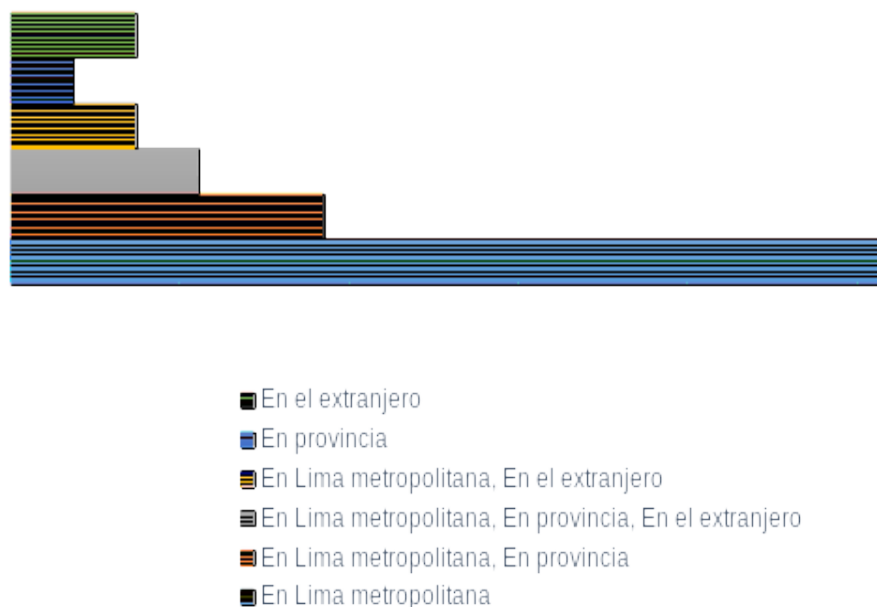 En el extranjero
En provincia
En Lima metropolitana, En el extranjero
En Lima metropolitana, En provincia, En el extranjero
En Lima metropolitana, En provincia
En Lima metropolitana